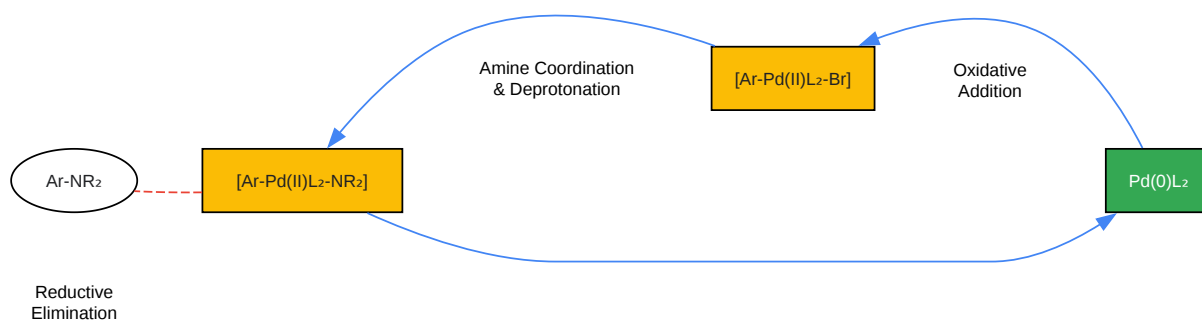 Oxidative
Addition
Amine Coordination
& Deprotonation
[Ar-Pd(II)L₂-Br]
Ar-NR₂
[Ar-Pd(II)L₂-NR₂]
Pd(0)L₂
Reductive
Elimination